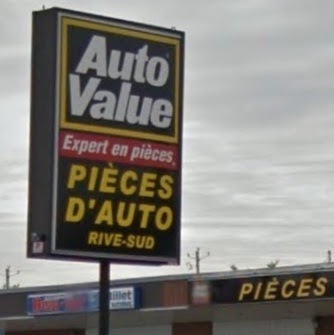 Auto
Value
Expert en pièces
PIÈCES
D'AUTO
RIVE-SUD
PIÈCES